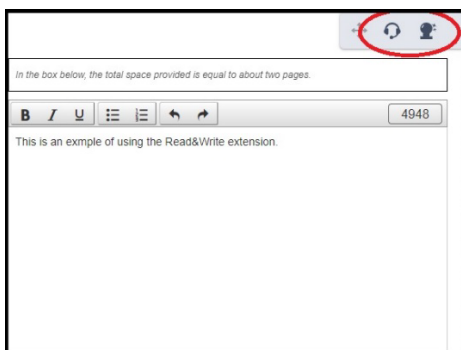 In the box below, the total space provided is equal to about two pages.
B I U 4948
This is an exmple of using the Read&Write extension.